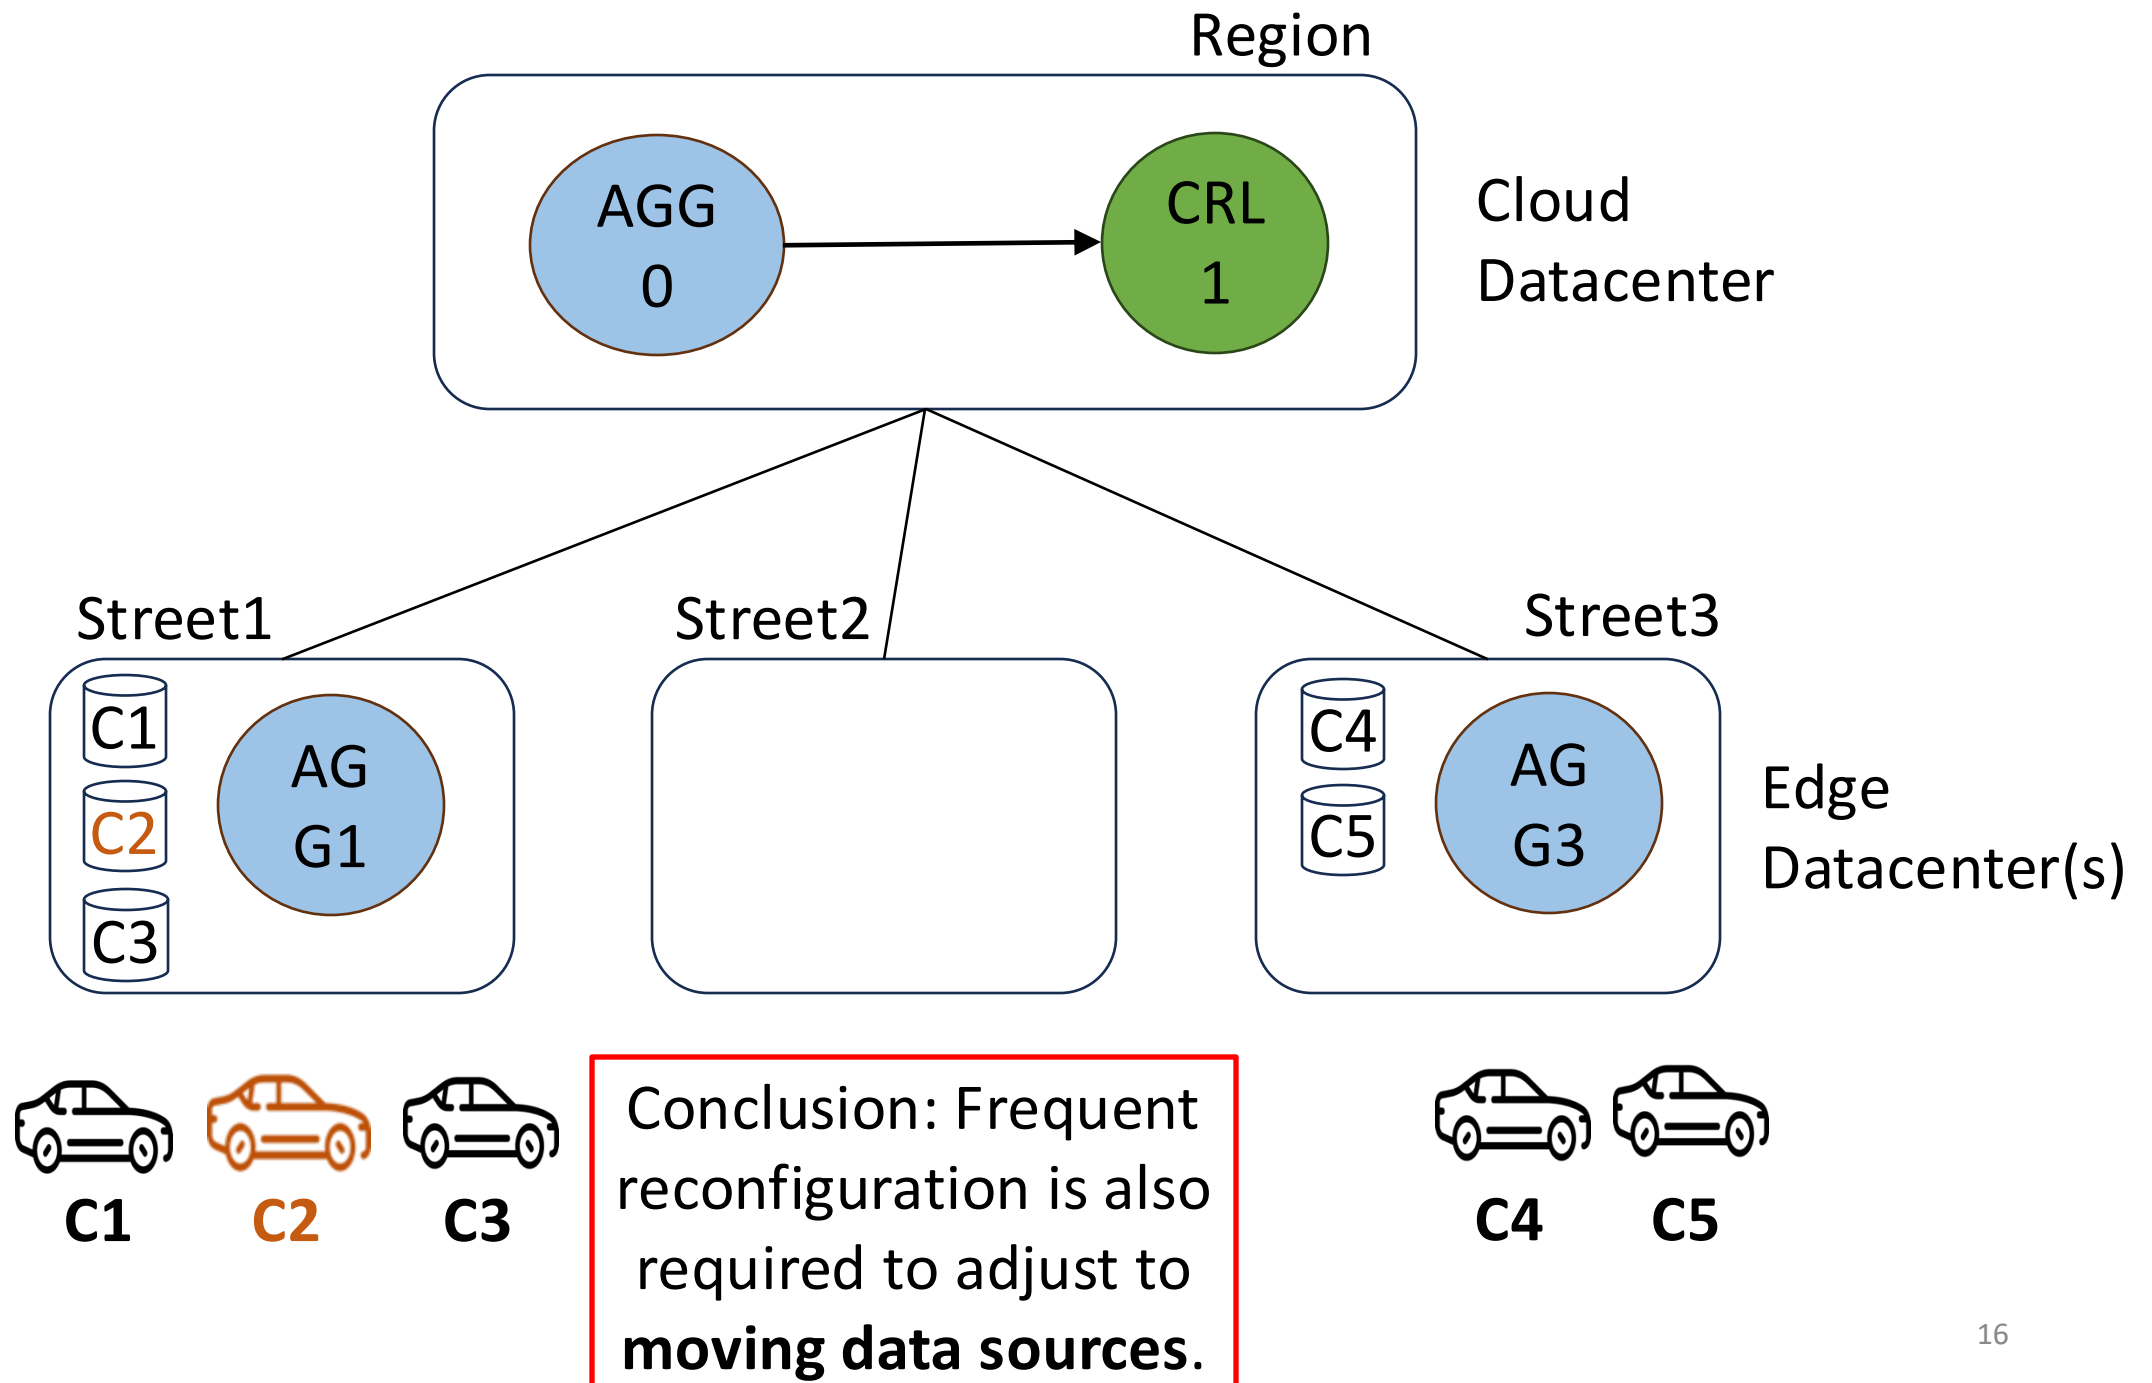 Region
AGG
0
CRL
1
Cloud
Datacenter
Street1
Street2
Street3
C1
C2
C3
AG
G1
C4
C5
AG
G3
Edge
Datacenter(s)
C1
C2
C3
Conclusion: Frequent
reconfiguration is also
required to adjust to
moving data sources.
C4
C5
16